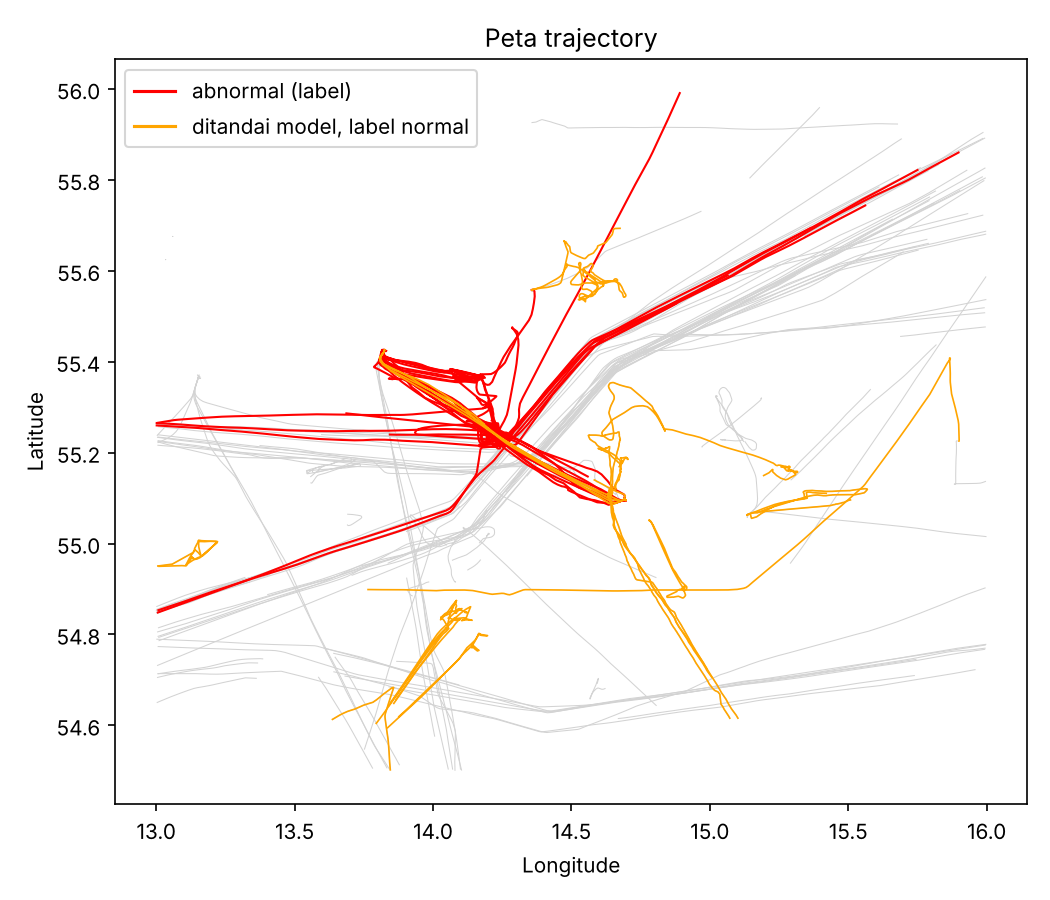 Peta trajectory
abnormal (label)
ditandai model, label normal
56.0
55.8
55.6
55.4
55.2
55.0
54.8
54.6
Latitude
13.0 13.5 14.0 14.5 15.0 15.5 16.0
Longitude